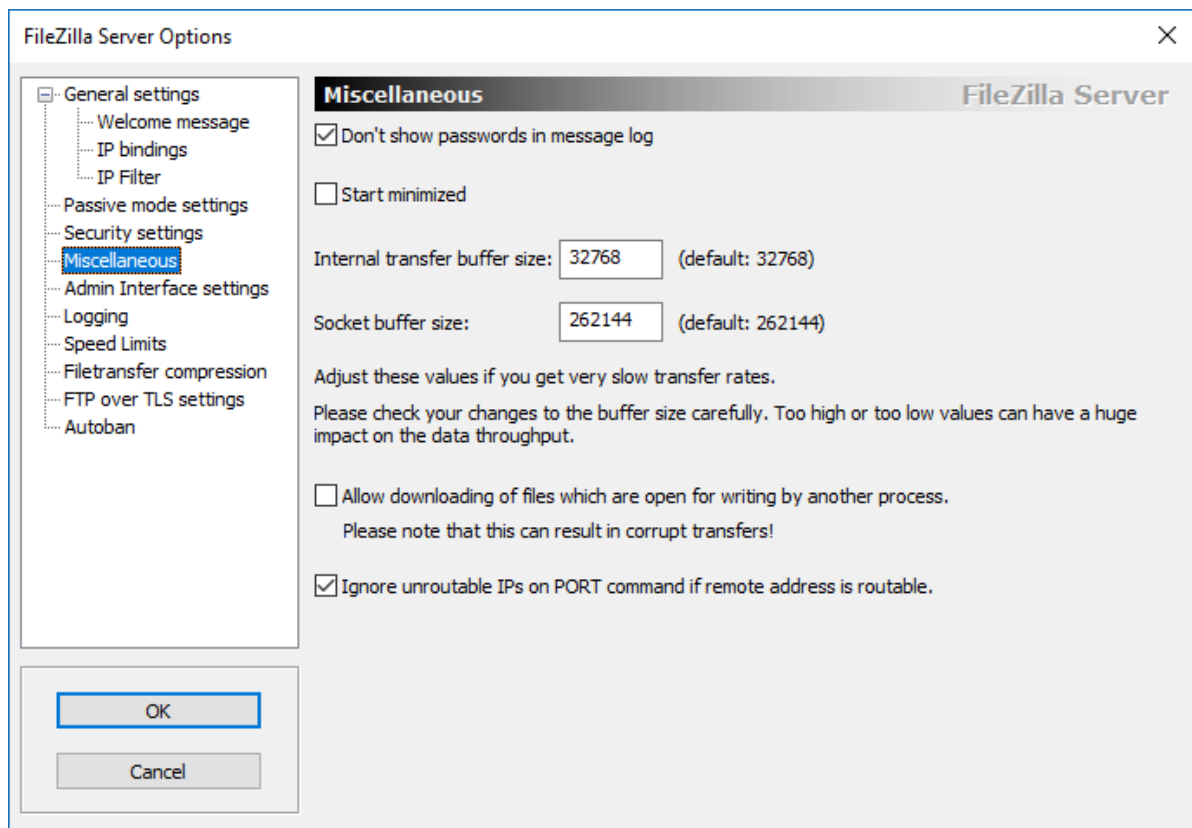 FileZilla Server Options
General settings
Welcome message
IP bindings
IP Filter
Passive mode settings
Security settings
Miscellaneous
Admin Interface settings
Logging
Speed Limits
Filetransfer compression
FTP over TLS settings
Autoban
OK
Cancel
Miscellaneous FileZilla Server
Don't show passwords in message log
Start minimized
Internal transfer buffer size: 32768 (default: 32768)
Socket buffer size: 262144 (default: 262144)
Adjust these values if you get very slow transfer rates.
Please check your changes to the buffer size carefully. Too high or too low values can have a huge
impact on the data throughput.
Allow downloading of files which are open for writing by another process.
Please note that this can result in corrupt transfers!
Ignore unroutable IPs on PORT command if remote address is routable.